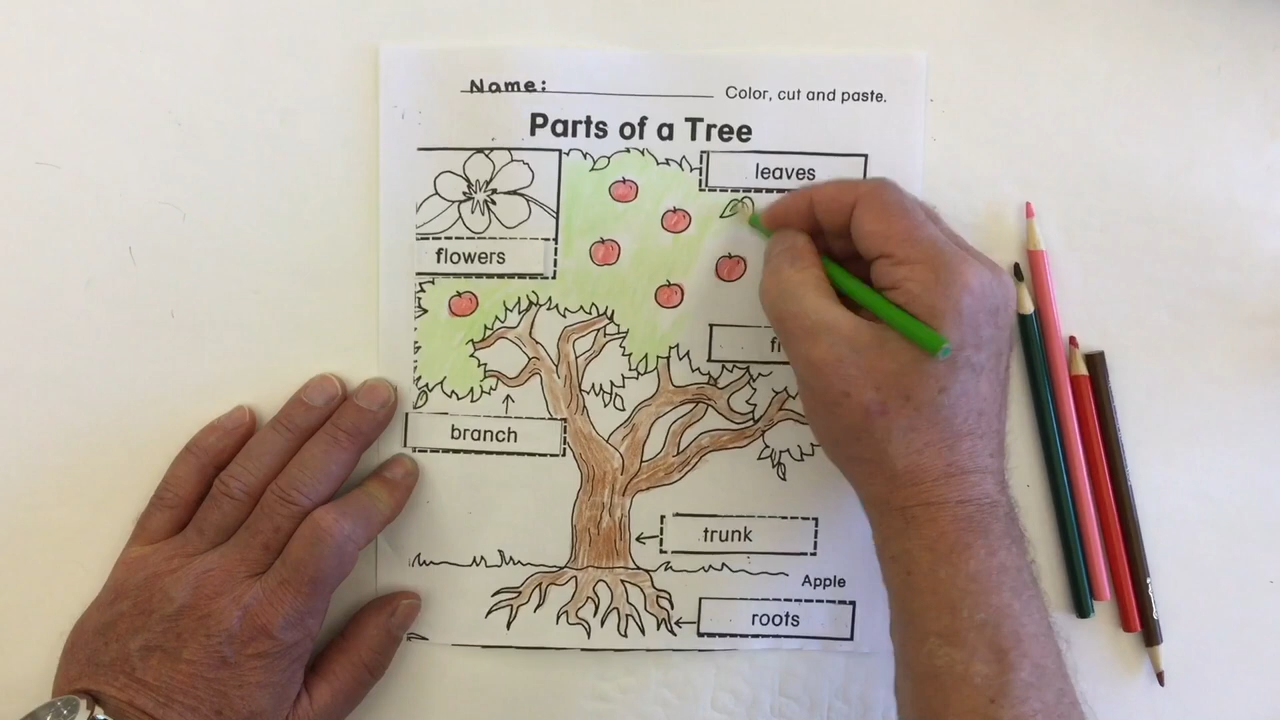 Name:
Color, cut and paste.
Parts of a Tree
leaves
flowers
branch
trunk
Apple
roots